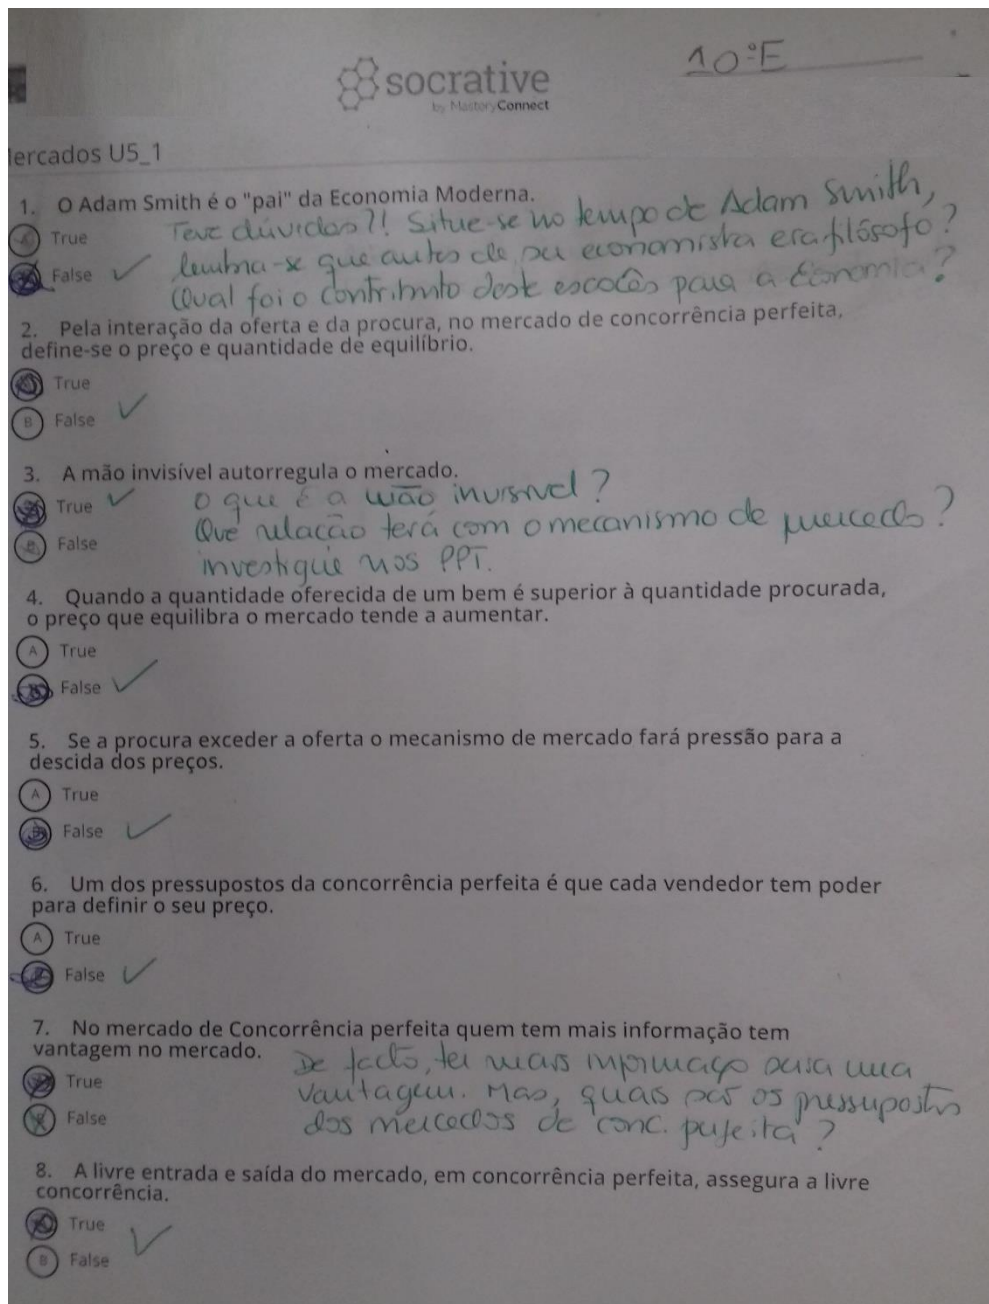 10ºE
socrative
by MasteryConnect
ercados U5_1
1. O Adam Smith é o "pai" da Economia Moderna.
True
False
Teve dúvidas?! Situe-se no tempo de Adam Smith,
lembra-se que antes de ser economista era filósofo?
Qual foi o contributo deste escocês para a Economia?
2. Pela interação da oferta e da procura, no mercado de concorrência perfeita,
define-se o preço e quantidade de equilíbrio.
True
B False
3. A mão invisível autorregula o mercado.
True
B False
O que é a mão invisível?
Que relação terá com o mecanismo de mercado?
investigue nos PPT.
4. Quando a quantidade oferecida de um bem é superior à quantidade procurada,
o preço que equilibra o mercado tende a aumentar.
A True
B False
5. Se a procura exceder a oferta o mecanismo de mercado fará pressão para a
descida dos preços.
A True
B False
6. Um dos pressupostos da concorrência perfeita é que cada vendedor tem poder
para definir o seu preço.
A True
False
7. No mercado de Concorrência perfeita quem tem mais informação tem
vantagem no mercado.
True
False
De facto, ter mais informação seria uma
vantagem. Mas, quais são os pressupostos
dos mercados de conc. perfeita?
8. A livre entrada e saída do mercado, em concorrência perfeita, assegura a livre
concorrência.
True
B False